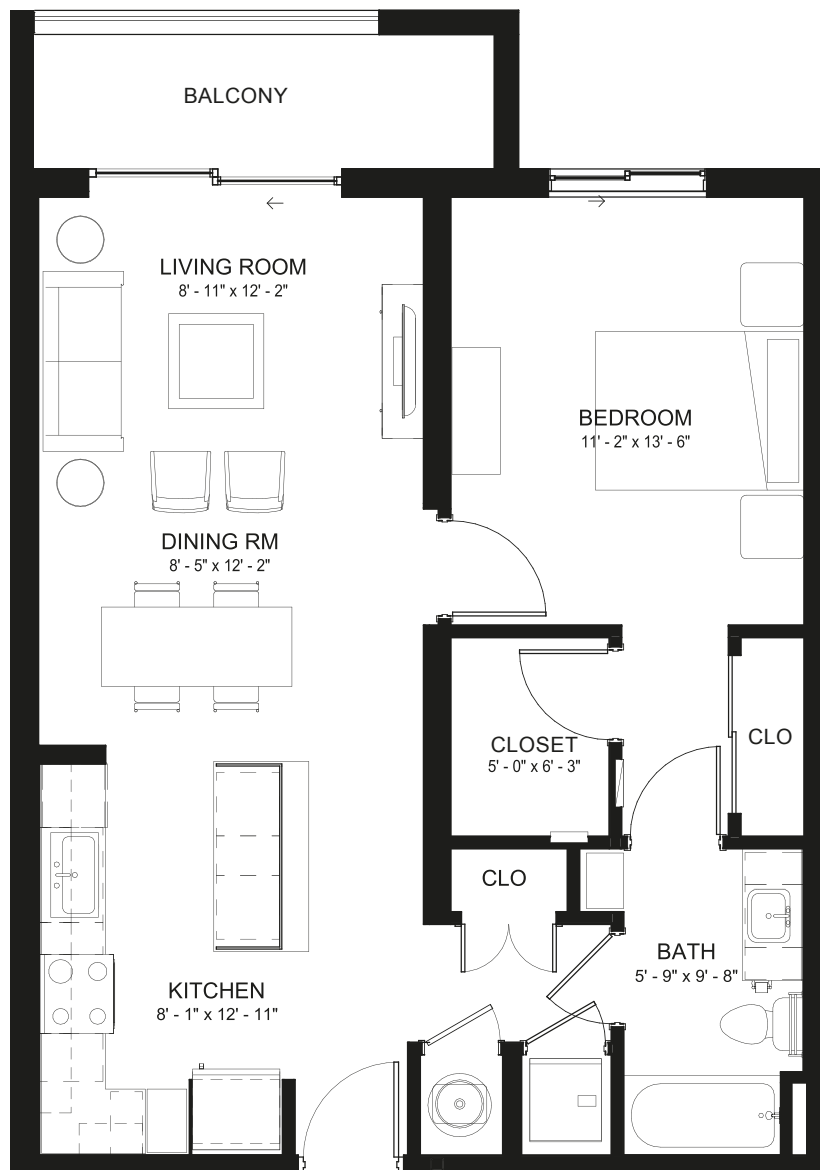 BALCONY
LIVING ROOM
8' - 11" x 12' - 2"
BEDROOM
11' - 2" x 13' - 6"
DINING RM
8' - 5" x 12' - 2"
CLOSET
5' - 0" x 6' - 3"
CLO
CLO
BATH
5' - 9" x 9' - 8"
KITCHEN
8' - 1" x 12' - 11"